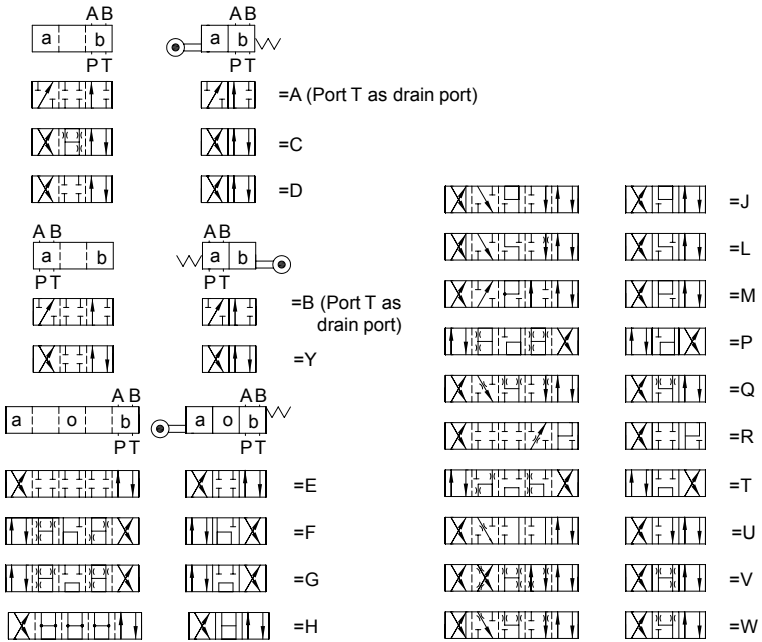 A B
A B
a
b
a
b
P T
P T
=A (Port T as drain port)
=C
=D
A B
A B
a
b
a
b
P T
P T
=B (Port T as
drain port)
=Y
A B
A B
a
o
b
a
o
b
P T
P T
=E
=F
=G
=H
=J
=L
=M
=P
=Q
=R
=T
=U
=V
=W